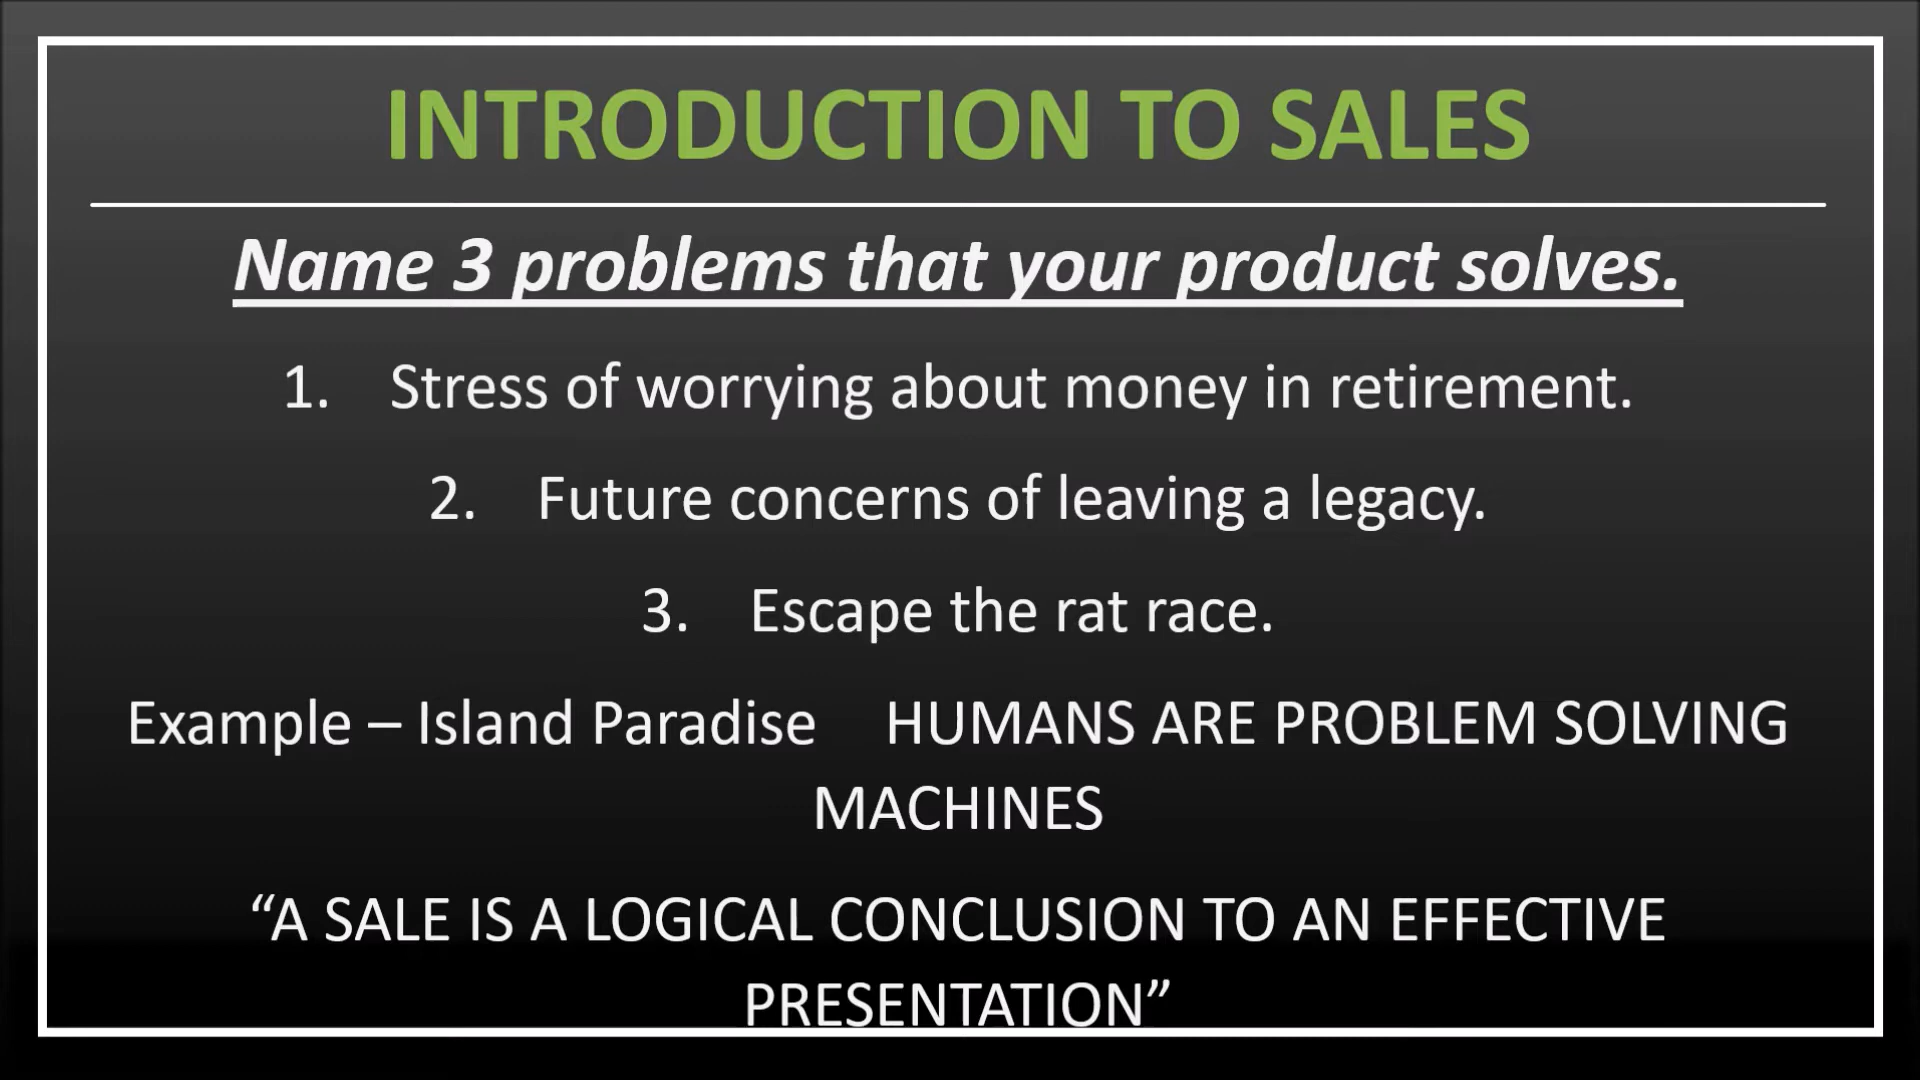 INTRODUCTION TO SALES
Name 3 problems that your product solves.
1. Stress of worrying about money in retirement.
2. Future concerns of leaving a legacy.
3. Escape the rat race.
Example – Island Paradise HUMANS ARE PROBLEM SOLVING
MACHINES
“A SALE IS A LOGICAL CONCLUSION TO AN EFFECTIVE
PRESENTATION”